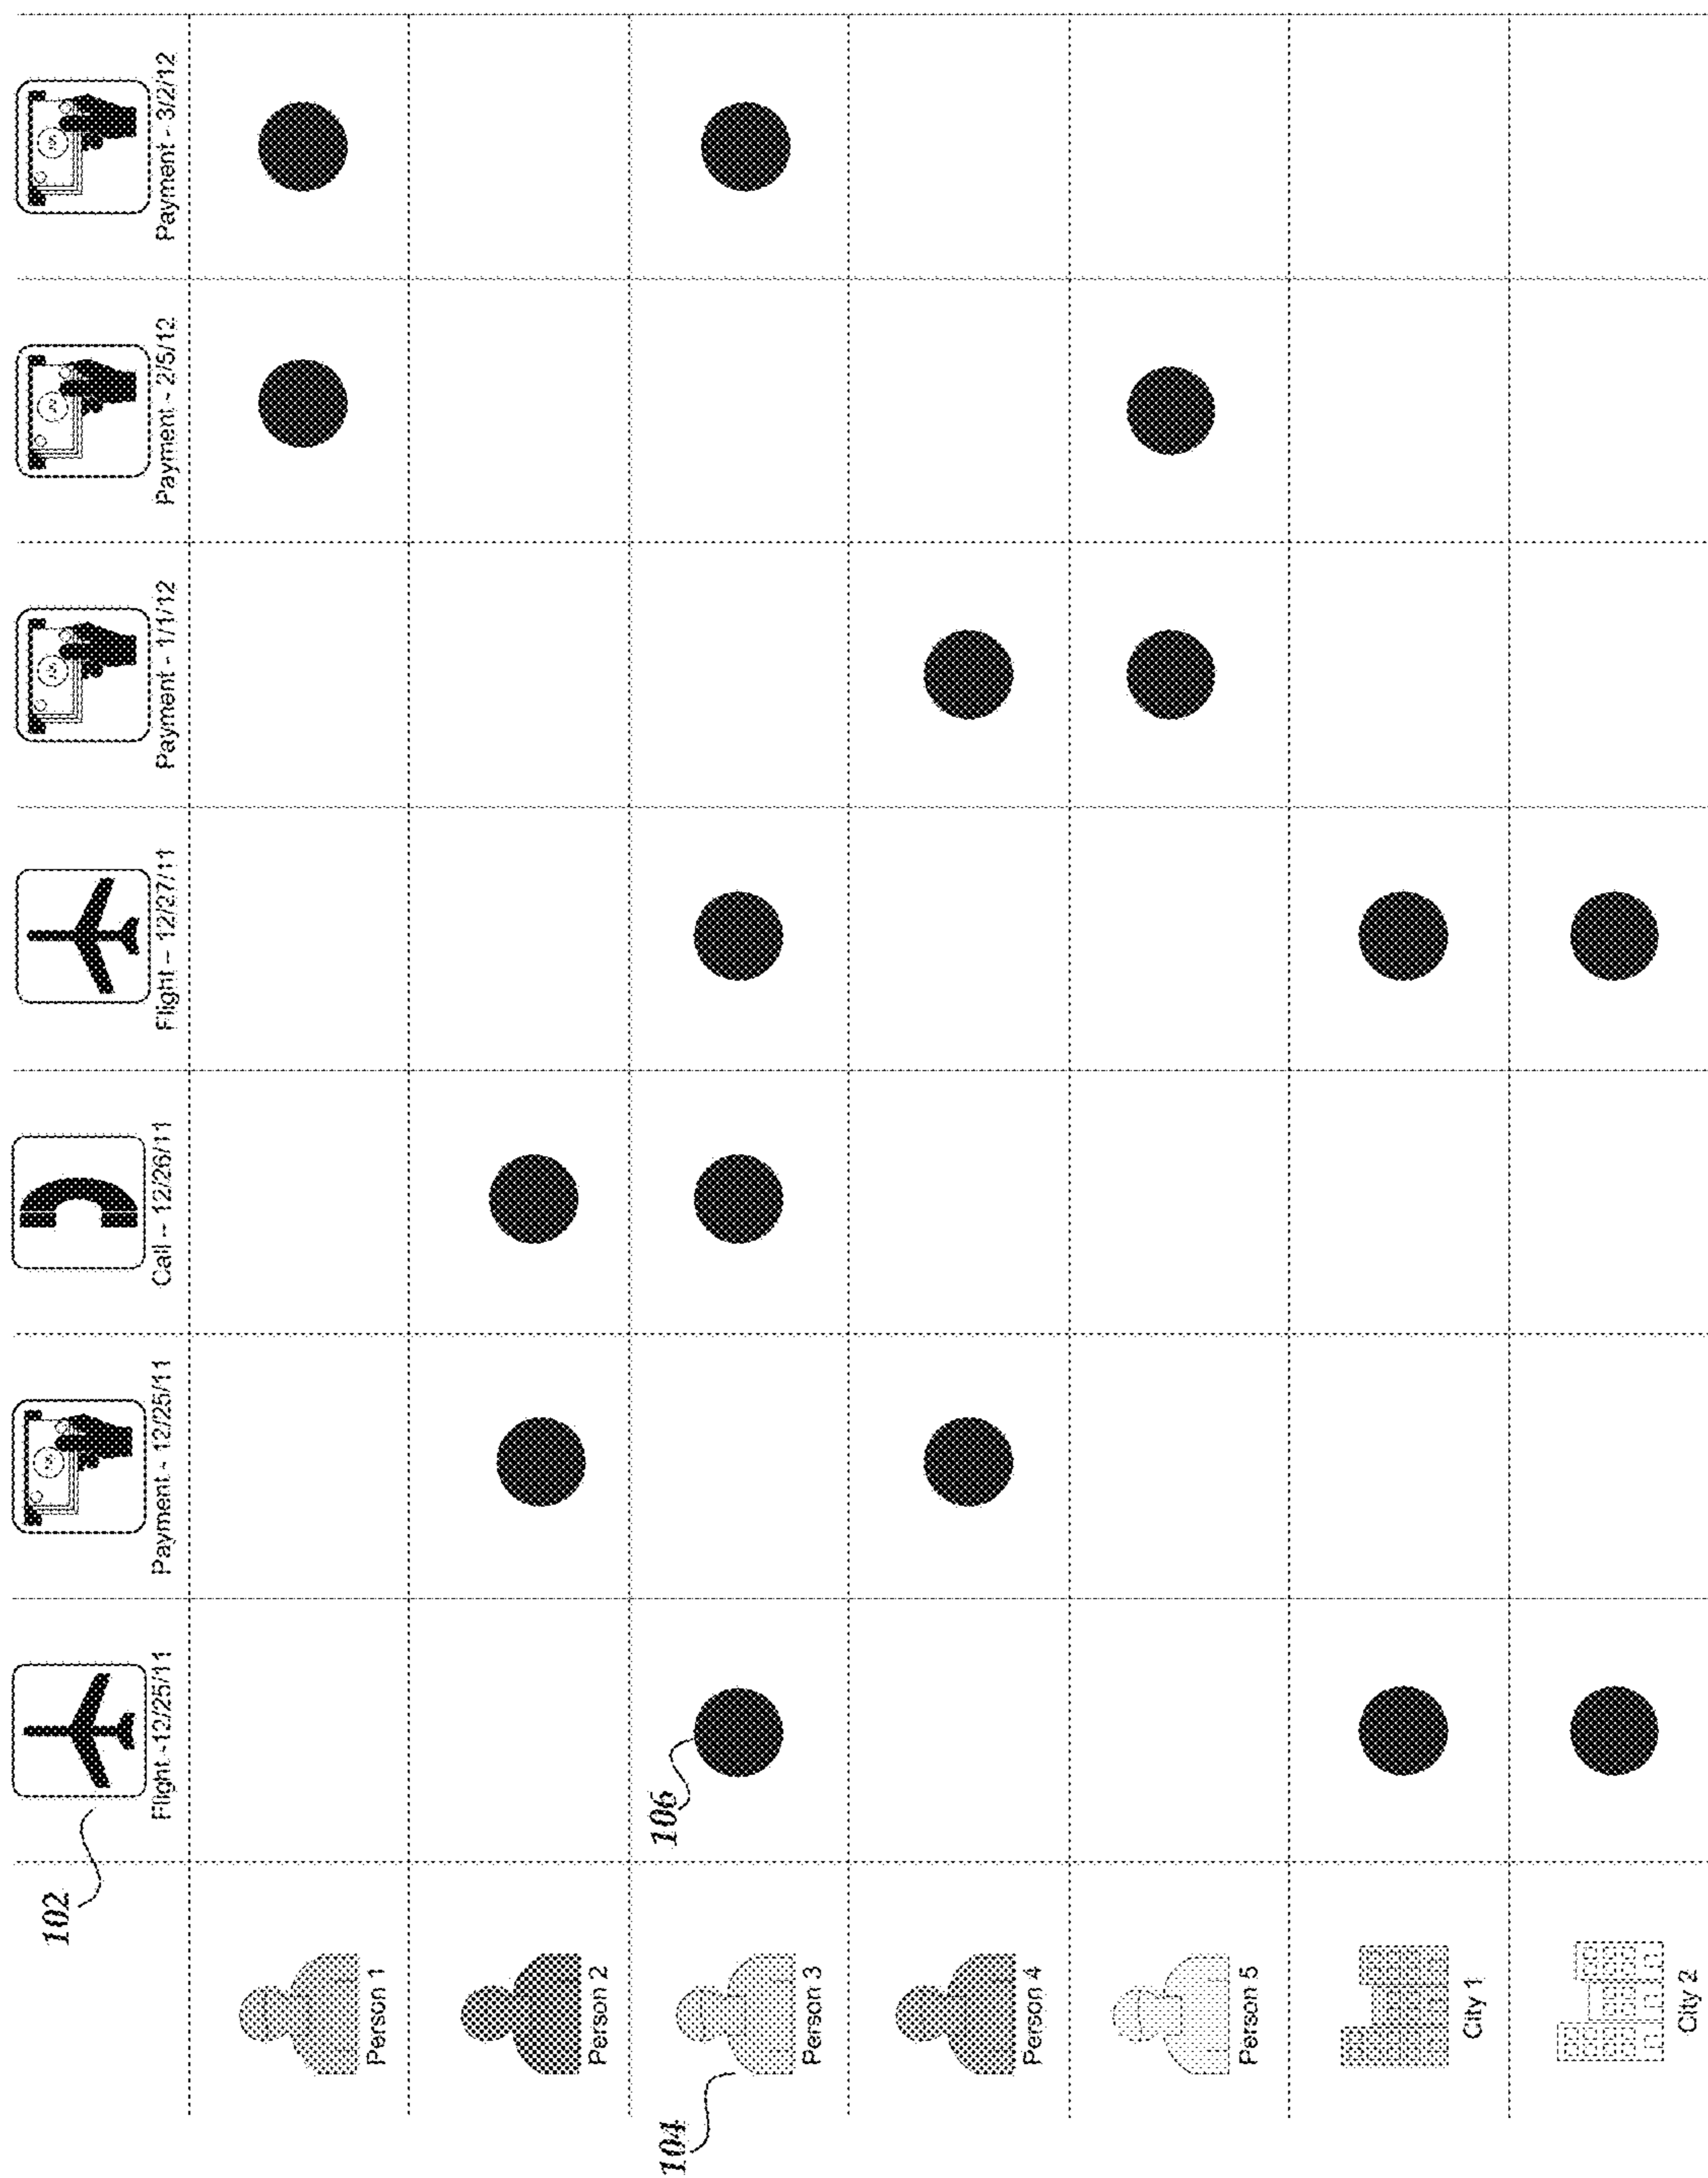 102
Flight -12/25/11
Payment - 12/25/11
Call -- 12/26/11
Flight -- 12/27/11
Payment - 1/1/12
Payment - 2/5/12
Payment - 3/2/12
Person 1
Person 2
104
Person 3
106
Person 4
Person 5
City 1
City 2